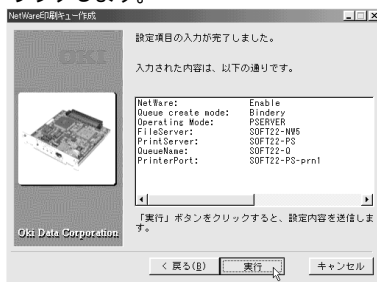 NetWare印刷キュー作成
OKI
設定項目の入力が完了しました。
入力された内容は、以下の通りです。
NetWare: Enable
Queue create mode: Bindery
Operating Mode: PSERVER
FileServer: SOFT22-NW5
PrintServer: SOFT22-PS
QueueName: SOFT22-Q
PrinterPort: SOFT22-PS-prn1
「実行」ボタンをクリックすると、設定内容を送信しま
す。
Oki Data Corporation
< 戻る(B)
実行
キャンセル